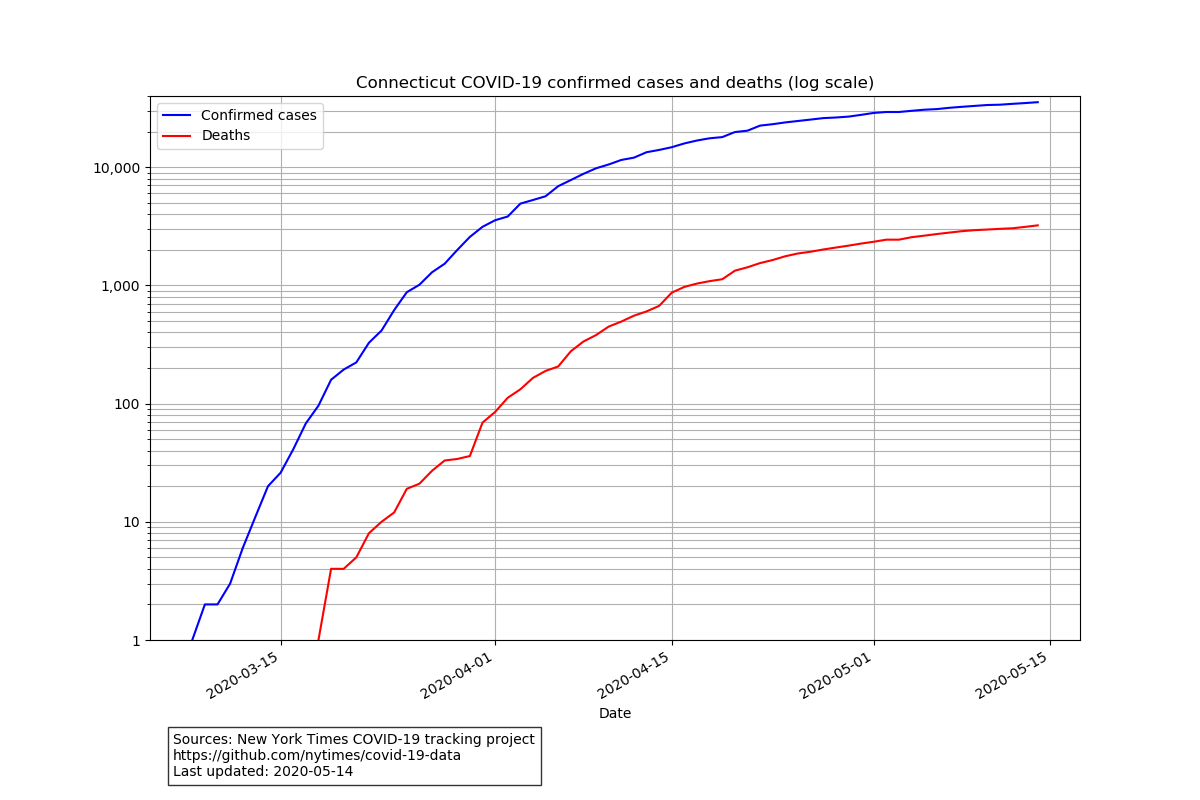 Connecticut COVID-19 confirmed cases and deaths (log scale)
Confirmed cases
Deaths
10,000
1,000
100
10
1
2020-03-15
2020-04-01
2020-04-15
2020-05-01
2020-05-15
Date
Sources: New York Times COVID-19 tracking project
https://github.com/nytimes/covid-19-data
Last updated: 2020-05-14